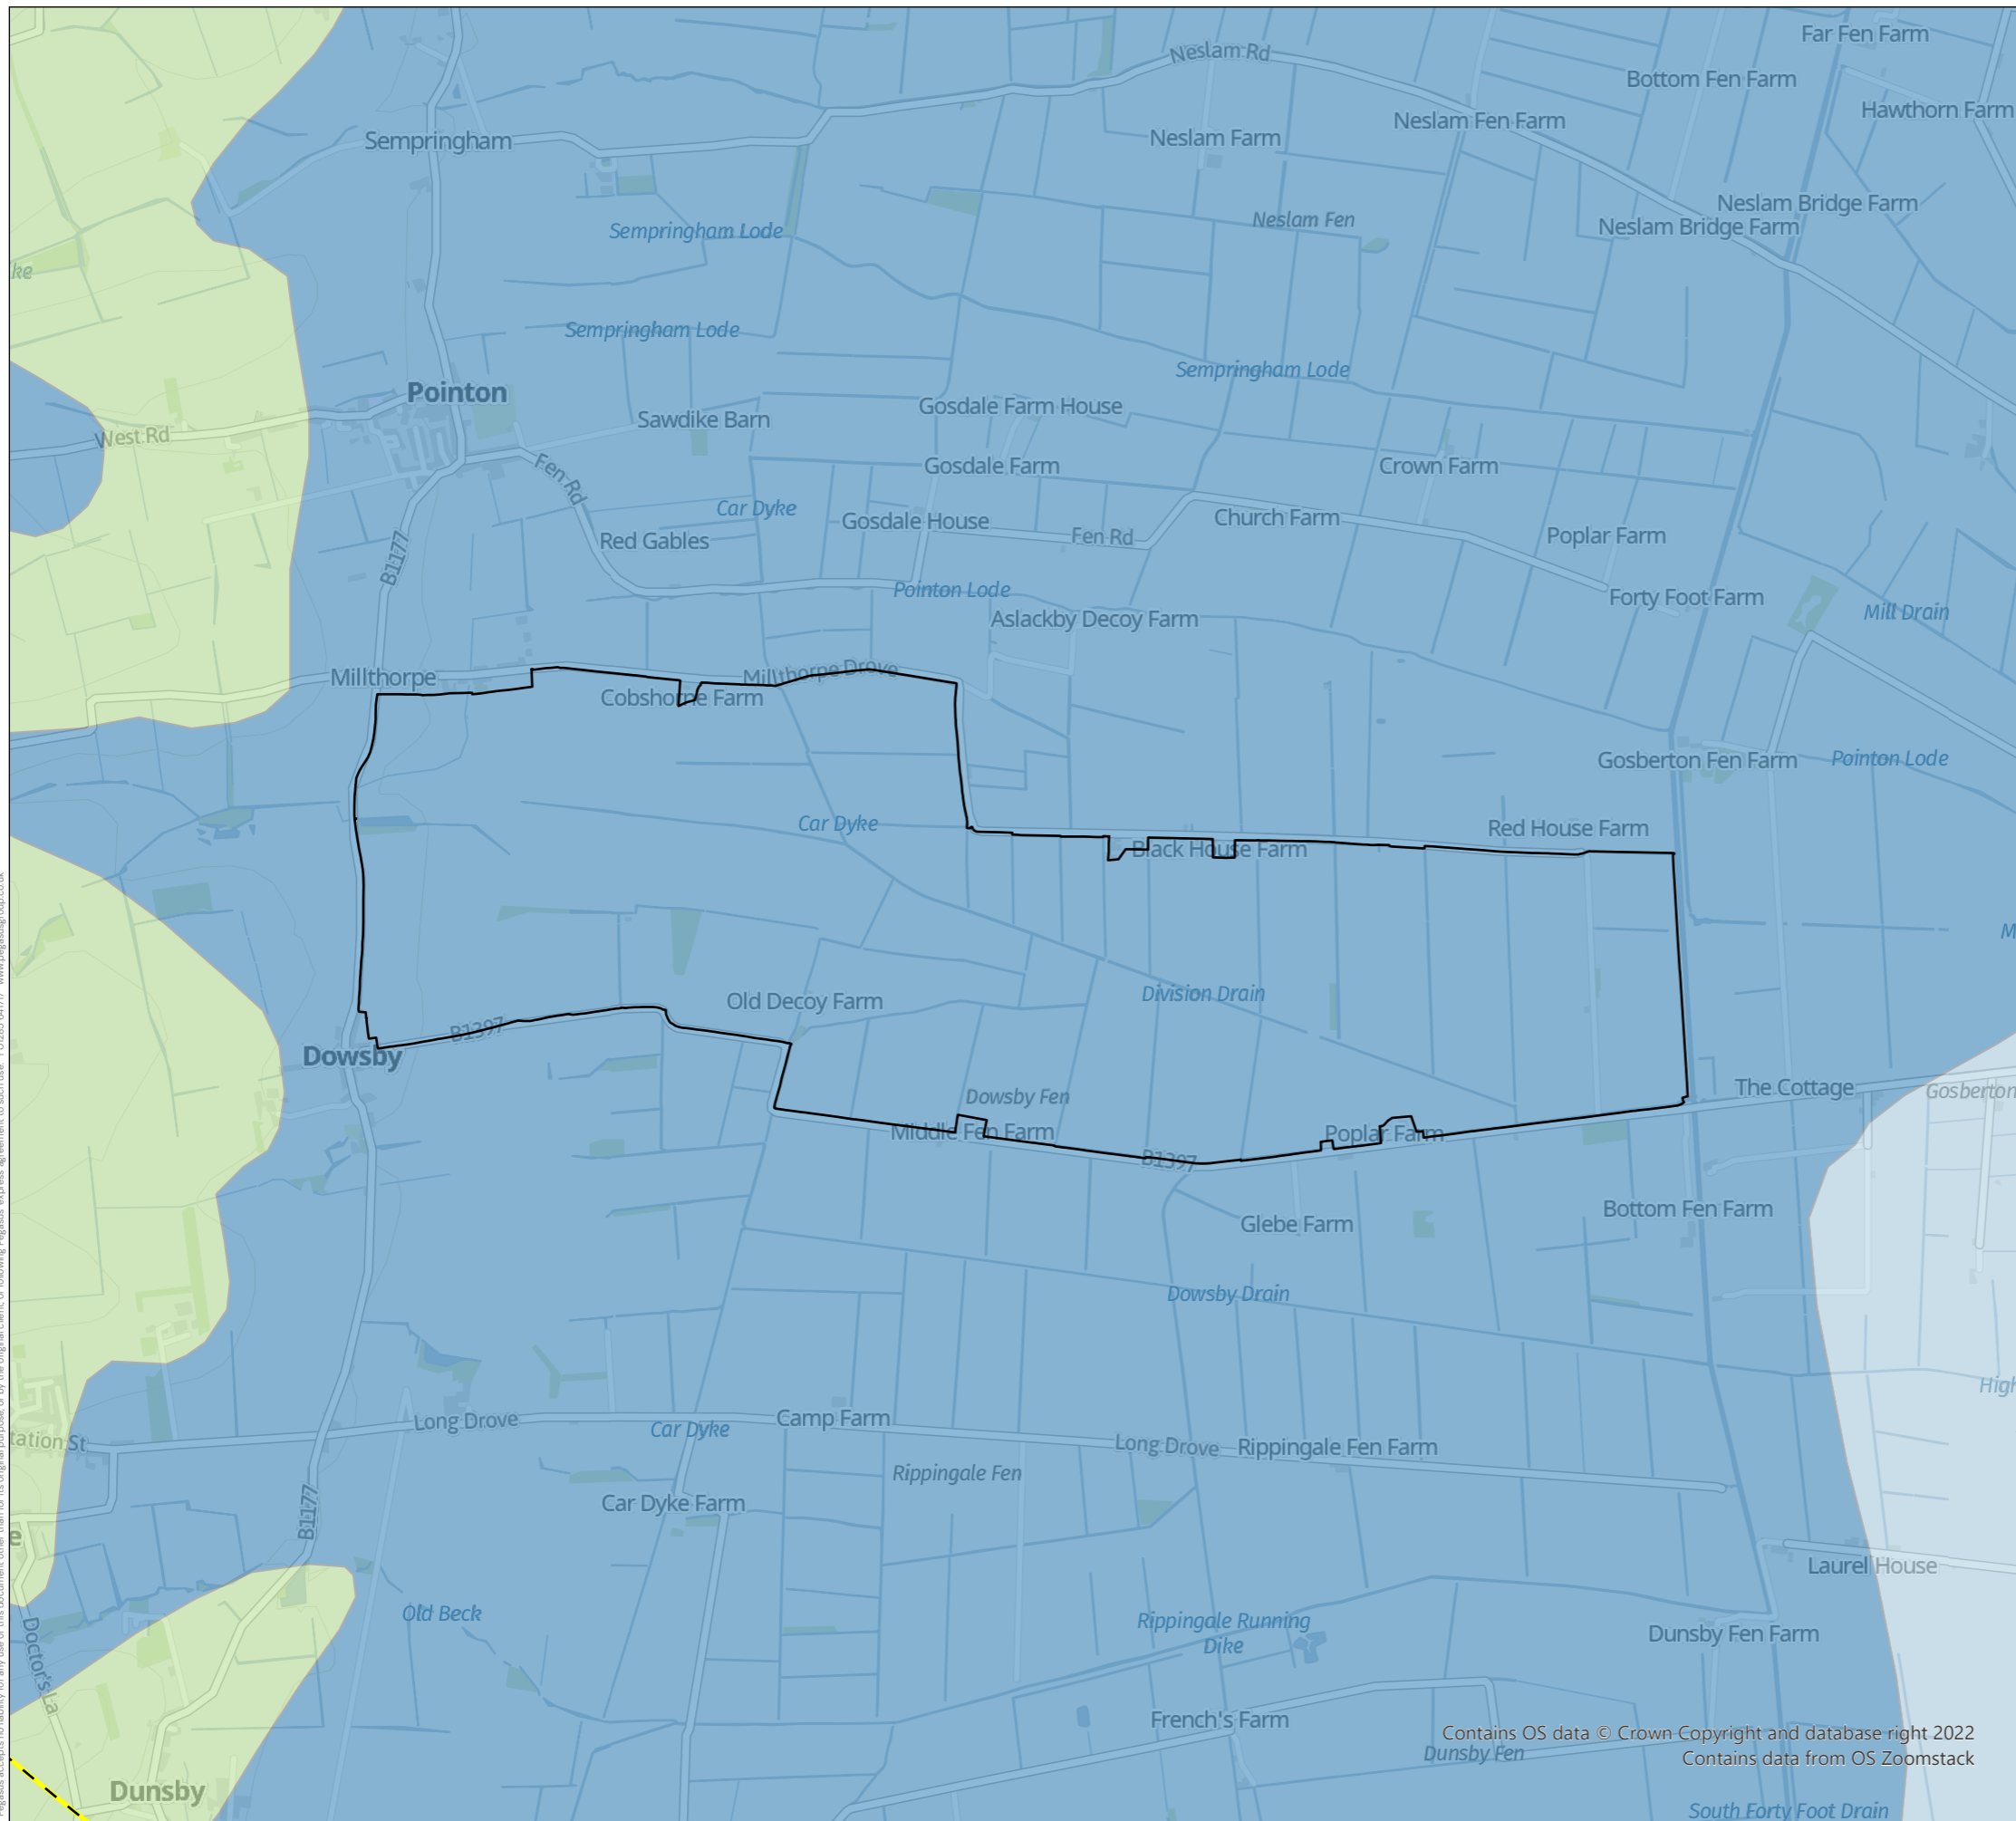 Far Fen Farm
Neslam Rd
Bottom Fen Farm
Hawthorn Farm
Neslam Fen Farm
Sempringham
Neslam Farm
Neslam Bridge Farm
Neslam Fen
Neslam Bridge Farm
Sempringham Lode
ke
Sempringham Lode
Sempringham Lode
Pointon
Gosdale Farm House
Sawdike Barn
West Rd
Gosdale Farm
Crown Farm
Fen Rd
Car Dyke
Gosdale House
Church Farm
Fen Rd
Poplar Farm
Red Gables
B1177
Pointon Lode
Forty Foot Farm
Mill Drain
Aslackby Decoy Farm
Millthorpe
Millthorpe Drove
Cobshorne Farm
Gosberton Fen Farm
Pointon Lode
Car Dyke
Red House Farm
Black House Farm
M
Division Drain
Old Decoy Farm
B1397
Dowsby
The Cottage
Gosberton
Dowsby Fen
Middle Fen Farm
Poplar Farm
B1397
Bottom Fen Farm
Glebe Farm
Dowsby Drain
High
Long Drove
Camp Farm
Car Dyke
tation St
Long Drove
Rippingale Fen Farm
Rippingale Fen
Car Dyke Farm
B1177
e
Laurel House
Old Beck
Rippingale Running
Dike
Dunsby Fen Farm
Doctor's La
French's Farm
Contains OS data © Crown Copyright and database right 2022
Dunsby Fen
Contains data from OS Zoomstack
Dunsby
South Forty Foot Drain